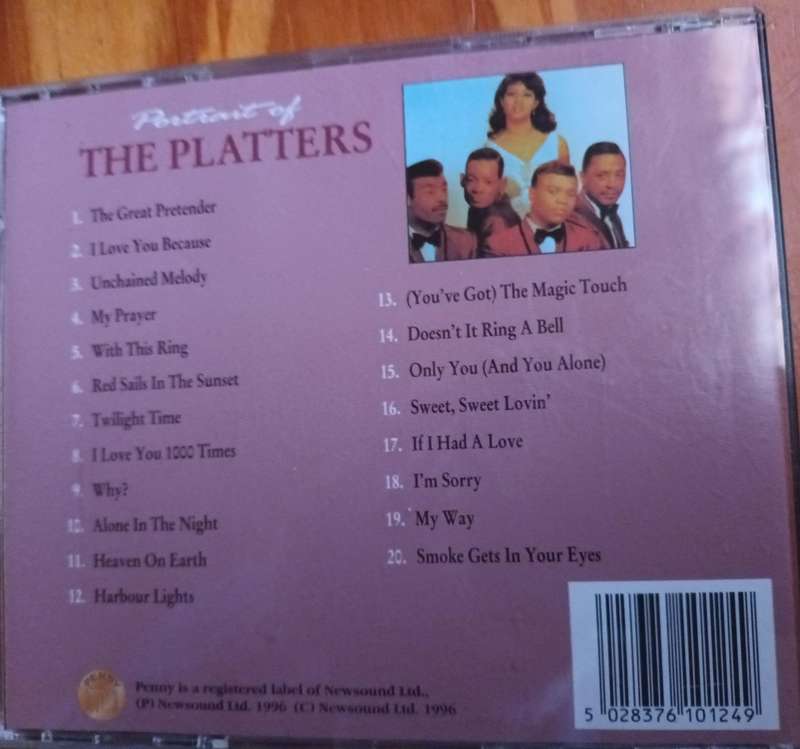 Portrait of
THE PLATTERS
1. The Great Pretender
2. I Love You Because
3. Unchained Melody
4. My Prayer
5. With This Ring
6. Red Sails In The Sunset
7. Twilight Time
8. I Love You 1000 Times
9. Why?
10. Alone In The Night
11. Heaven On Earth
12. Harbour Lights
13. (You've Got) The Magic Touch
14. Doesn't It Ring A Bell
15. Only You (And You Alone)
16. Sweet, Sweet Lovin'
17. If I Had A Love
18. I'm Sorry
19. My Way
20. Smoke Gets In Your Eyes
PENNY
Penny is a registered label of Newsound Ltd.,
(P) Newsound Ltd. 1996 (C) Newsound Ltd. 1996
5 028376 101249